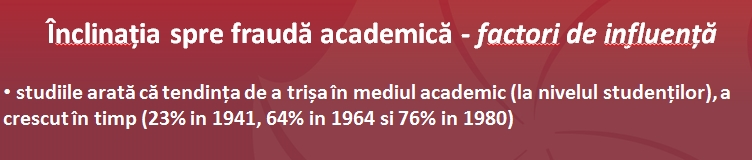 Înclinația spre fraudă academică - factori de influență
• studiile arată că tendința de a trișa în mediul academic (la nivelul studenților), a
crescut în timp (23% in 1941, 64% in 1964 si 76% in 1980)